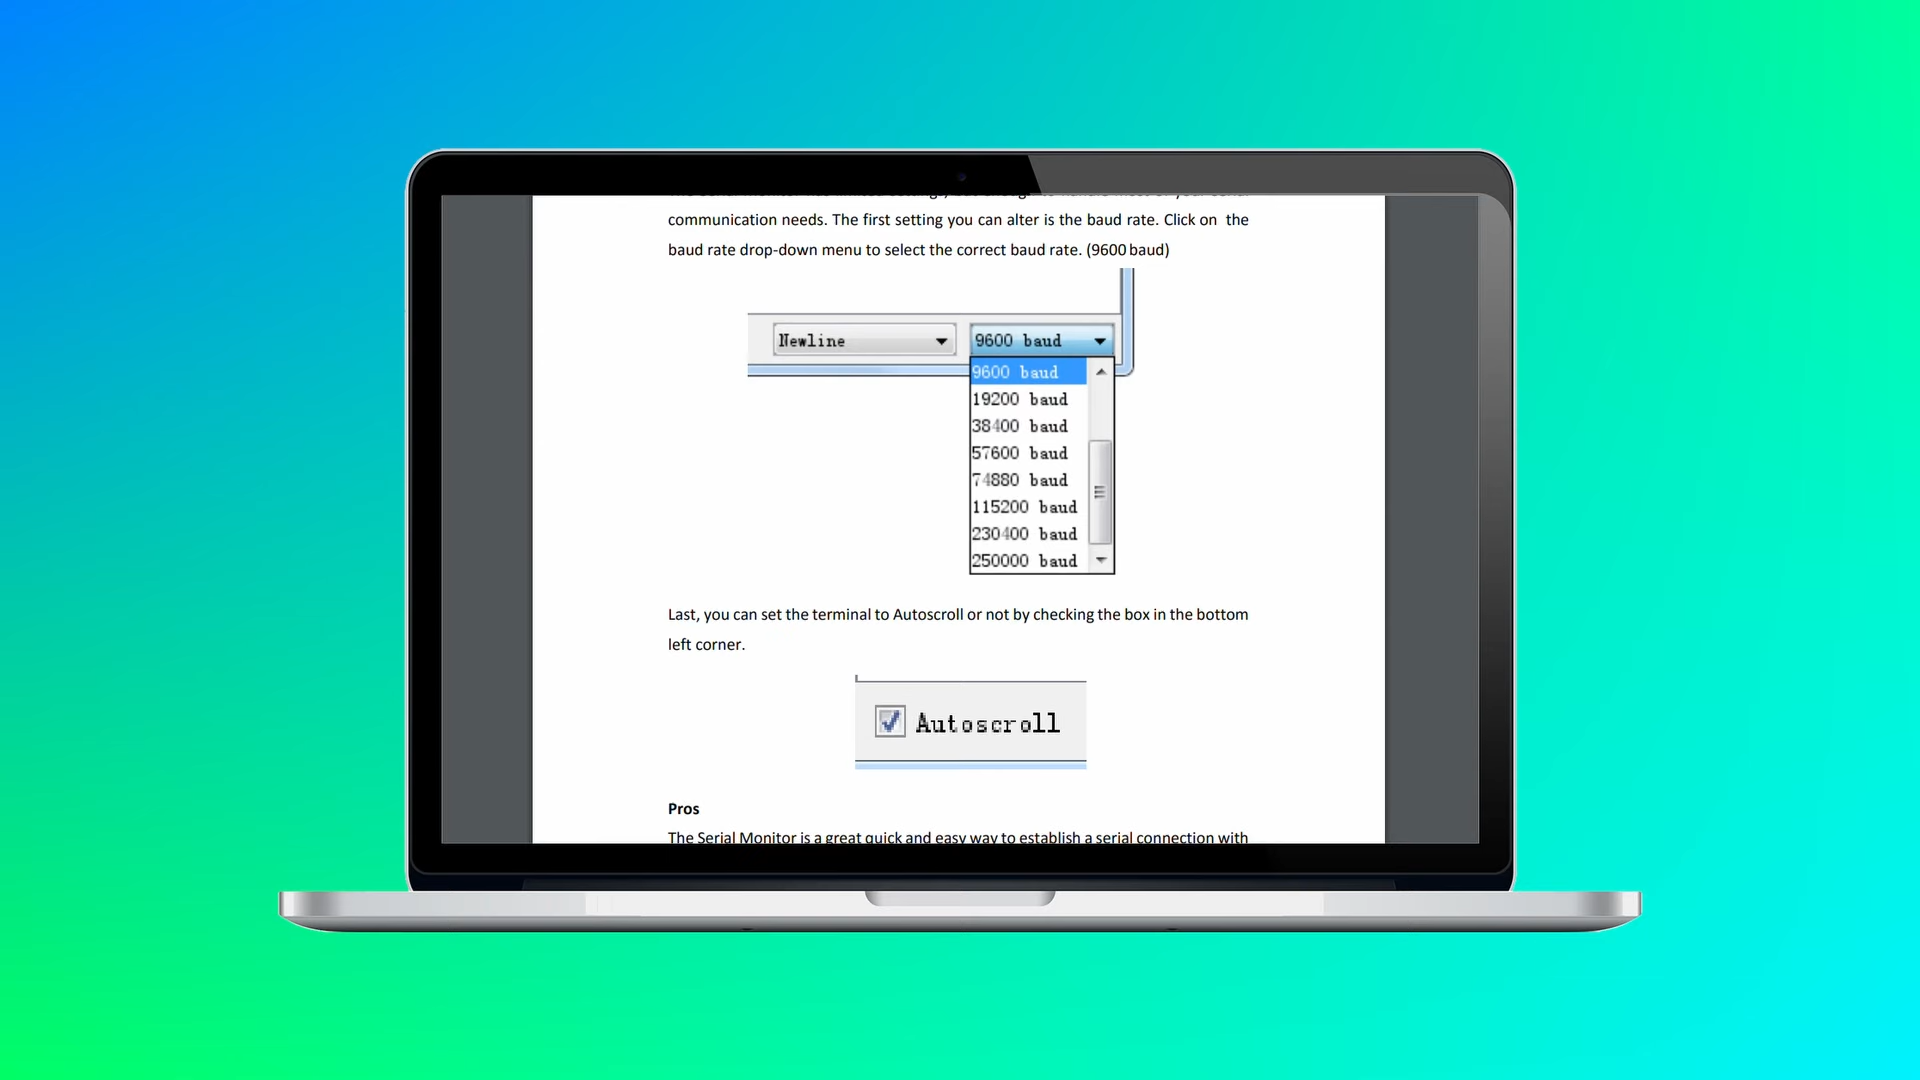 communication needs. The first setting you can alter is the baud rate. Click on the
baud rate drop-down menu to select the correct baud rate. (9600 baud)
Newline
9600 baud
9600 baud
19200 baud
38400 baud
57600 baud
74880 baud
115200 baud
230400 baud
250000 baud
Last, you can set the terminal to Autoscroll or not by checking the box in the bottom
left corner.
Autoscroll
Pros
The Serial Monitor is a great quick and easy way to establish a serial connection with